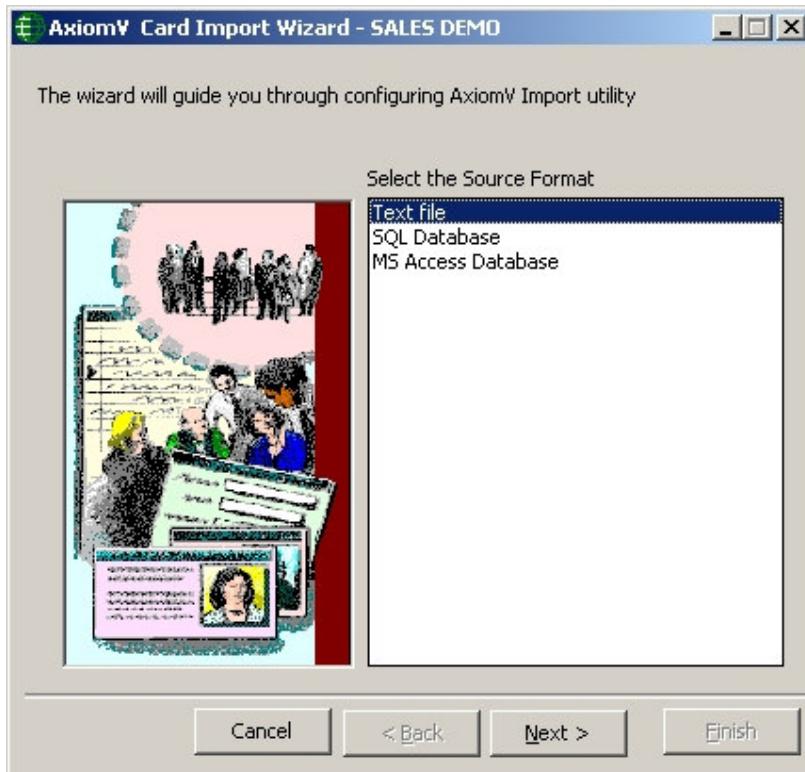 AxiomV Card Import Wizard - SALES DEMO
The wizard will guide you through configuring AxiomV Import utility
Select the Source Format
Text file
SQL Database
MS Access Database
Cancel
< Back
Next >
Finish